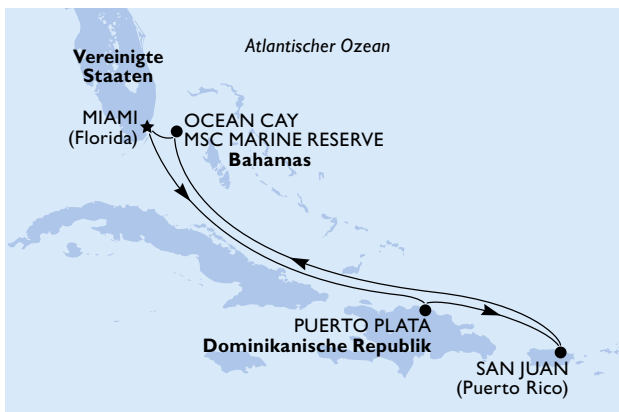 Atlantischer Ozean
Vereinigte
Staaten
MIAMI
(Florida)
OCEAN CAY
MSC MARINE RESERVE
Bahamas
PUERTO PLATA
Dominikanische Republik
SAN JUAN
(Puerto Rico)